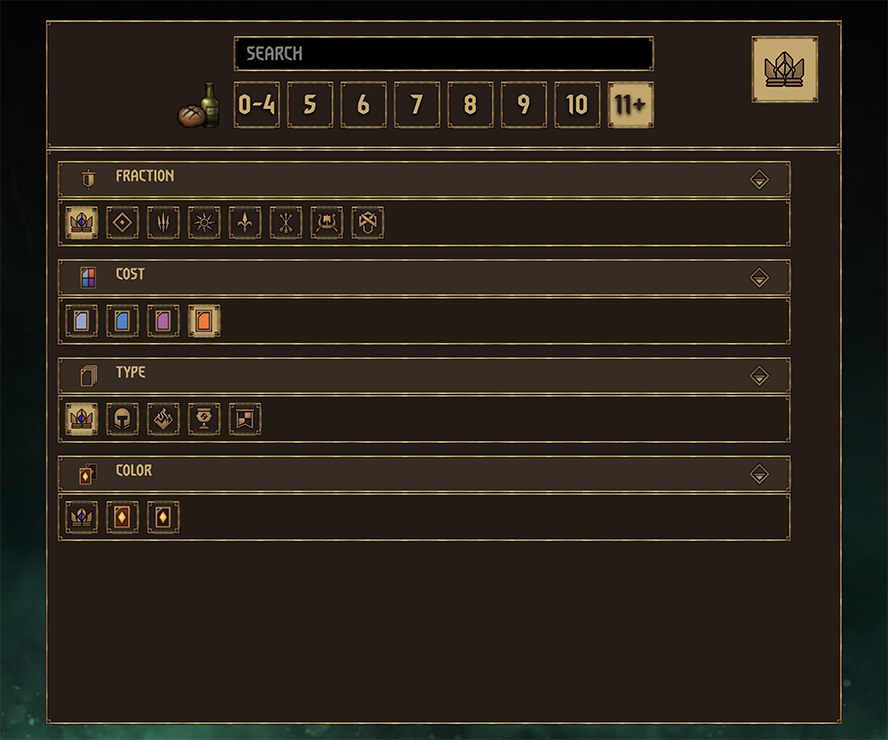 SEARCH
0-4 5 6 7 8 9 10 11+
FRACTION
COST
TYPE
COLOR